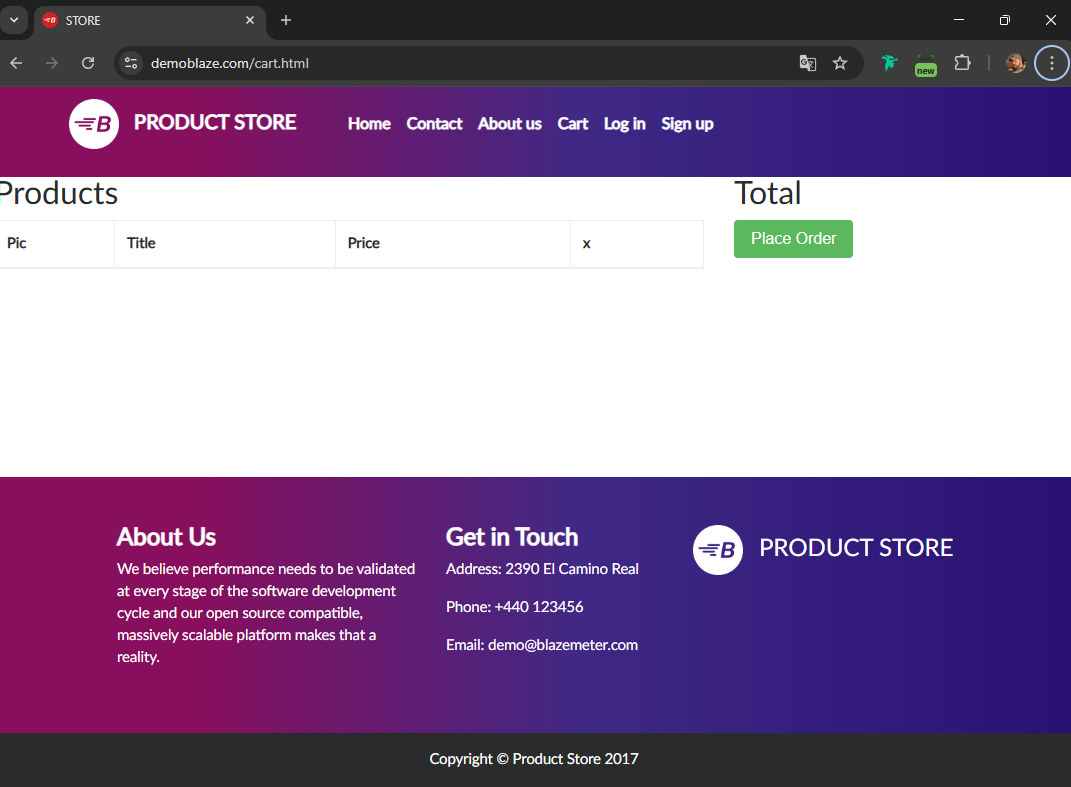 STORE
demoblaze.com/cart.html
new
B PRODUCT STORE Home Contact About us Cart Log in Sign up
Products
Total
Pic Title Price x
Place Order
About Us
We believe performance needs to be validated
at every stage of the software development
cycle and our open source compatible,
massively scalable platform makes that a
reality.
Get in Touch
Address: 2390 El Camino Real
Phone: +440 123456
Email: demo@blazemeter.com
B PRODUCT STORE
Copyright © Product Store 2017